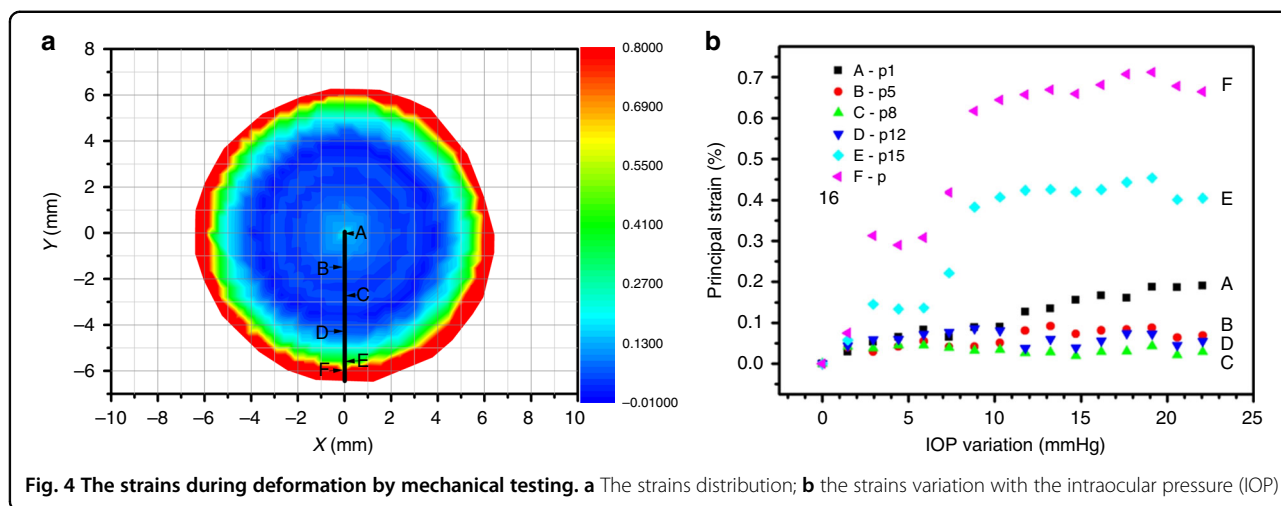 a
8
6
4
2
0
−2
−4
−6
Y (mm)
−10 −8 −6 −4 −2 0 2 4 6 8 10
X (mm)
A
B
C
D
E
F
0.8000
0.6900
0.5500
0.4100
0.2700
0.1300
−0.01000
b
0.7
0.6
0.5
0.4
0.3
0.2
0.1
0.0
Principal strain (%)
A - p1
B - p5
C - p8
D - p12
E - p15
F - p
16
F
E
A
B
D
C
0 5 10 15 20 25
IOP variation (mmHg)
Fig. 4 The strains during deformation by mechanical testing. a The strains distribution; b the strains variation with the intraocular pressure (IOP)